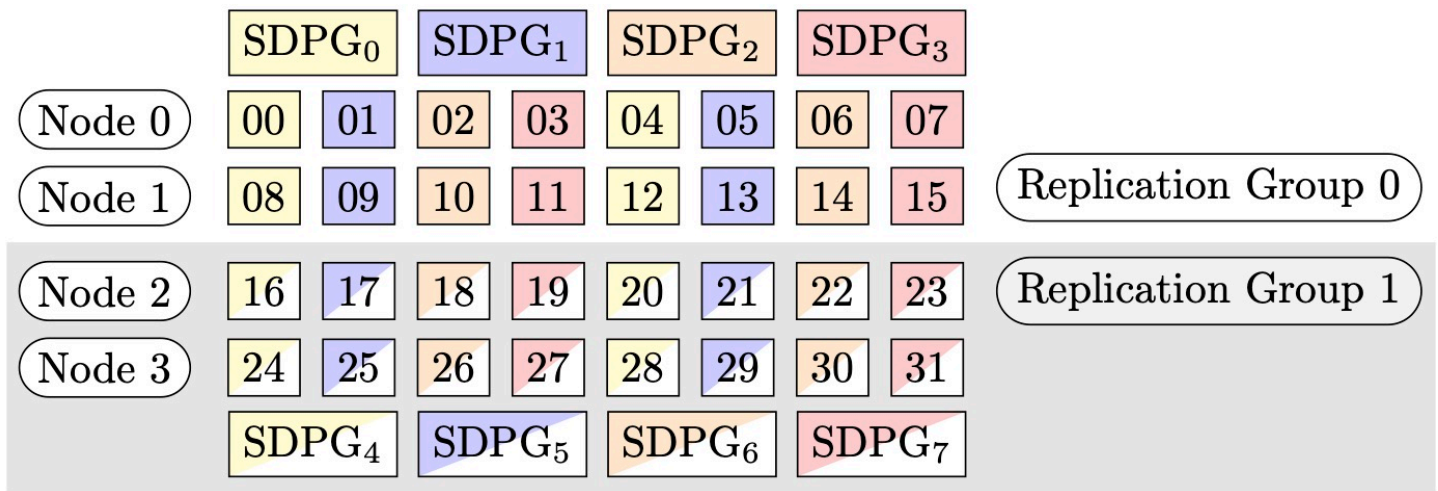 SDPG₀ SDPG₁ SDPG₂ SDPG₃
Node 0 00 01 02 03 04 05 06 07
Node 1 08 09 10 11 12 13 14 15 Replication Group 0
Node 2 16 17 18 19 20 21 22 23 Replication Group 1
Node 3 24 25 26 27 28 29 30 31
SDPG₄ SDPG₅ SDPG₆ SDPG₇